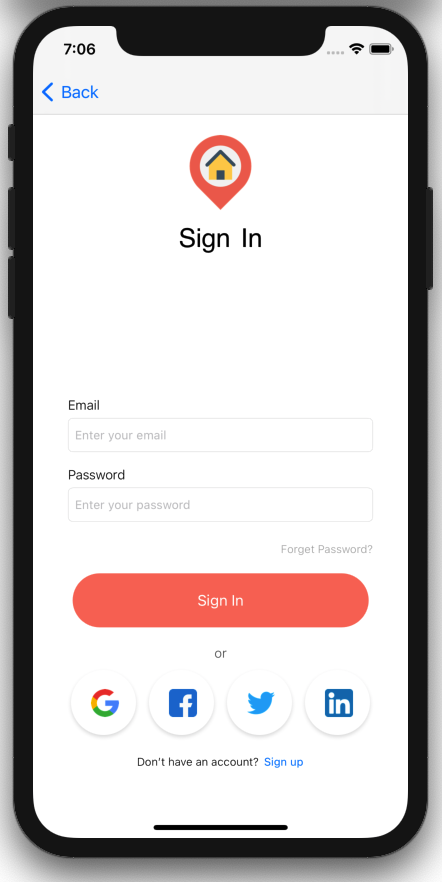 7:06
Back
Sign In
Email
Enter your email
Password
Enter your password
Forget Password?
Sign In
or
G f in
Don't have an account? Sign up